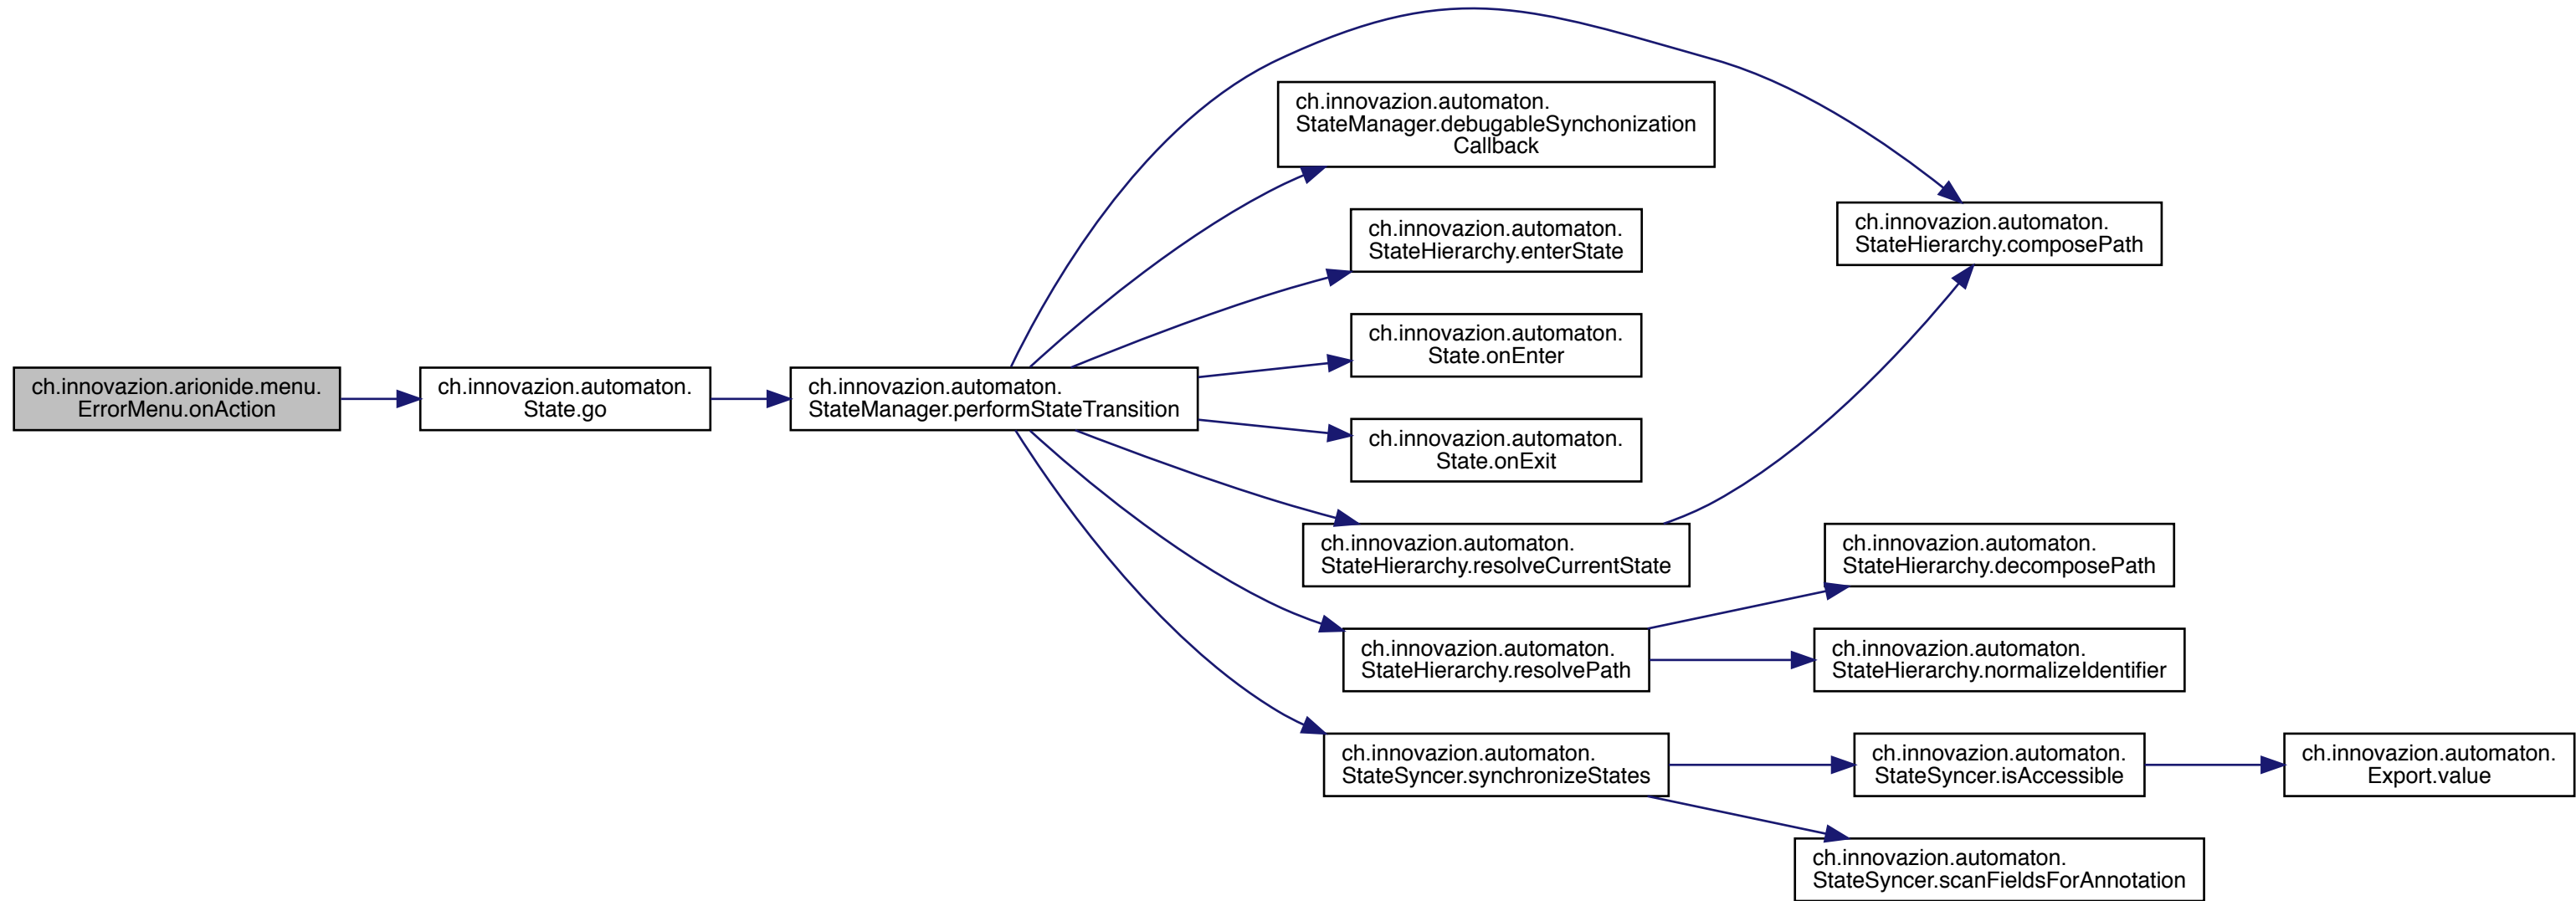 ch.innovazion.arionide.menu.
ErrorMenu.onAction
ch.innovazion.automaton.
State.go
ch.innovazion.automaton.
StateManager.performStateTransition
ch.innovazion.automaton.
StateManager.debugableSynchonization
Callback
ch.innovazion.automaton.
StateHierarchy.enterState
ch.innovazion.automaton.
State.onEnter
ch.innovazion.automaton.
State.onExit
ch.innovazion.automaton.
StateHierarchy.resolveCurrentState
ch.innovazion.automaton.
StateHierarchy.resolvePath
ch.innovazion.automaton.
StateSyncer.synchronizeStates
ch.innovazion.automaton.
StateHierarchy.composePath
ch.innovazion.automaton.
StateHierarchy.decomposePath
ch.innovazion.automaton.
StateHierarchy.normalizeIdentifier
ch.innovazion.automaton.
StateSyncer.isAccessible
ch.innovazion.automaton.
StateSyncer.scanFieldsForAnnotation
ch.innovazion.automaton.
Export.value